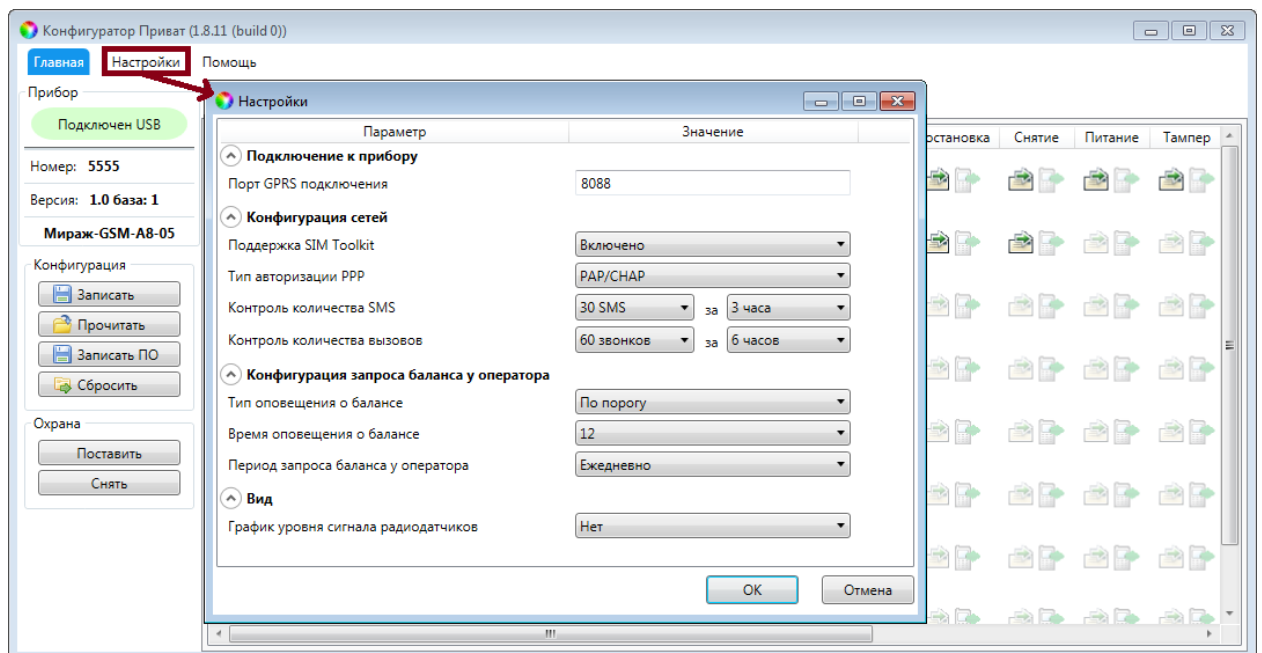 Конфигуратор Приват (1.8.11 (build 0))
Главная Настройки Помощь
Прибор
Подключен USB
Номер: 5555
Версия: 1.0 база: 1
Мираж-GSM-A8-05
Конфигурация
Записать
Прочитать
Записать ПО
Сбросить
Охрана
Поставить
Снять
Настройки
Параметр Значение
Подключение к прибору
Порт GPRS подключения 8088
Конфигурация сетей
Поддержка SIM Toolkit Включено
Тип авторизации PPP PAP/CHAP
Контроль количества SMS 30 SMS за 3 часа
Контроль количества вызовов 60 звонков за 6 часов
Конфигурация запроса баланса у оператора
Тип оповещения о балансе По порогу
Время оповещения о балансе 12
Период запроса баланса у оператора Ежедневно
Вид
График уровня сигнала радиодатчиков Нет
OK Отмена
Снятие Питание Тампер